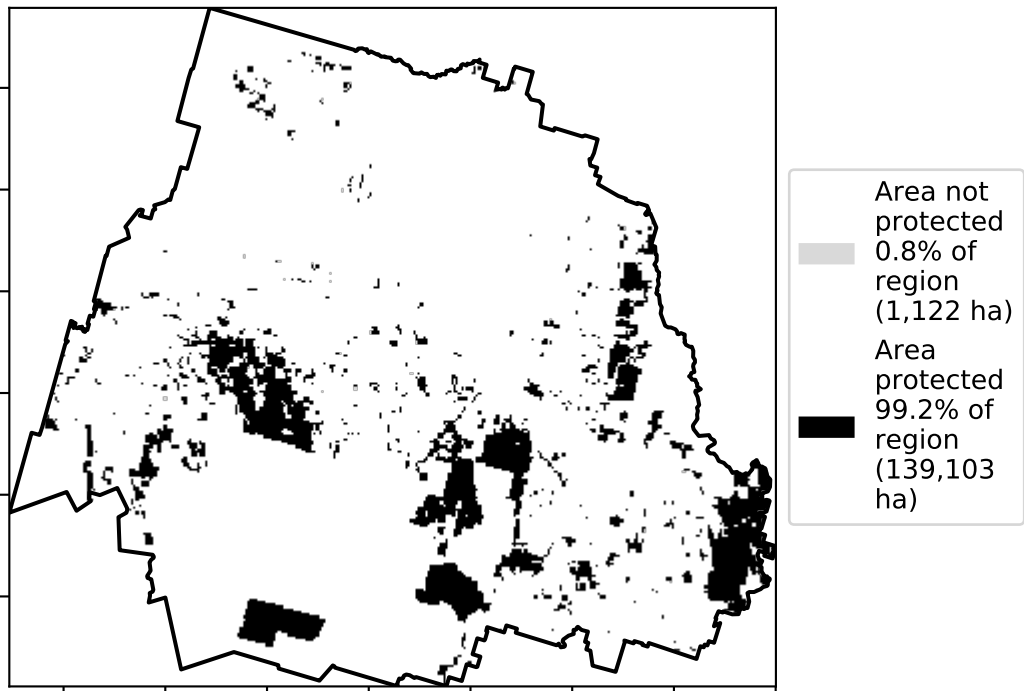 Area not
protected
0.8% of
region
(1,122 ha)
Area
protected
99.2% of
region
(139,103
ha)